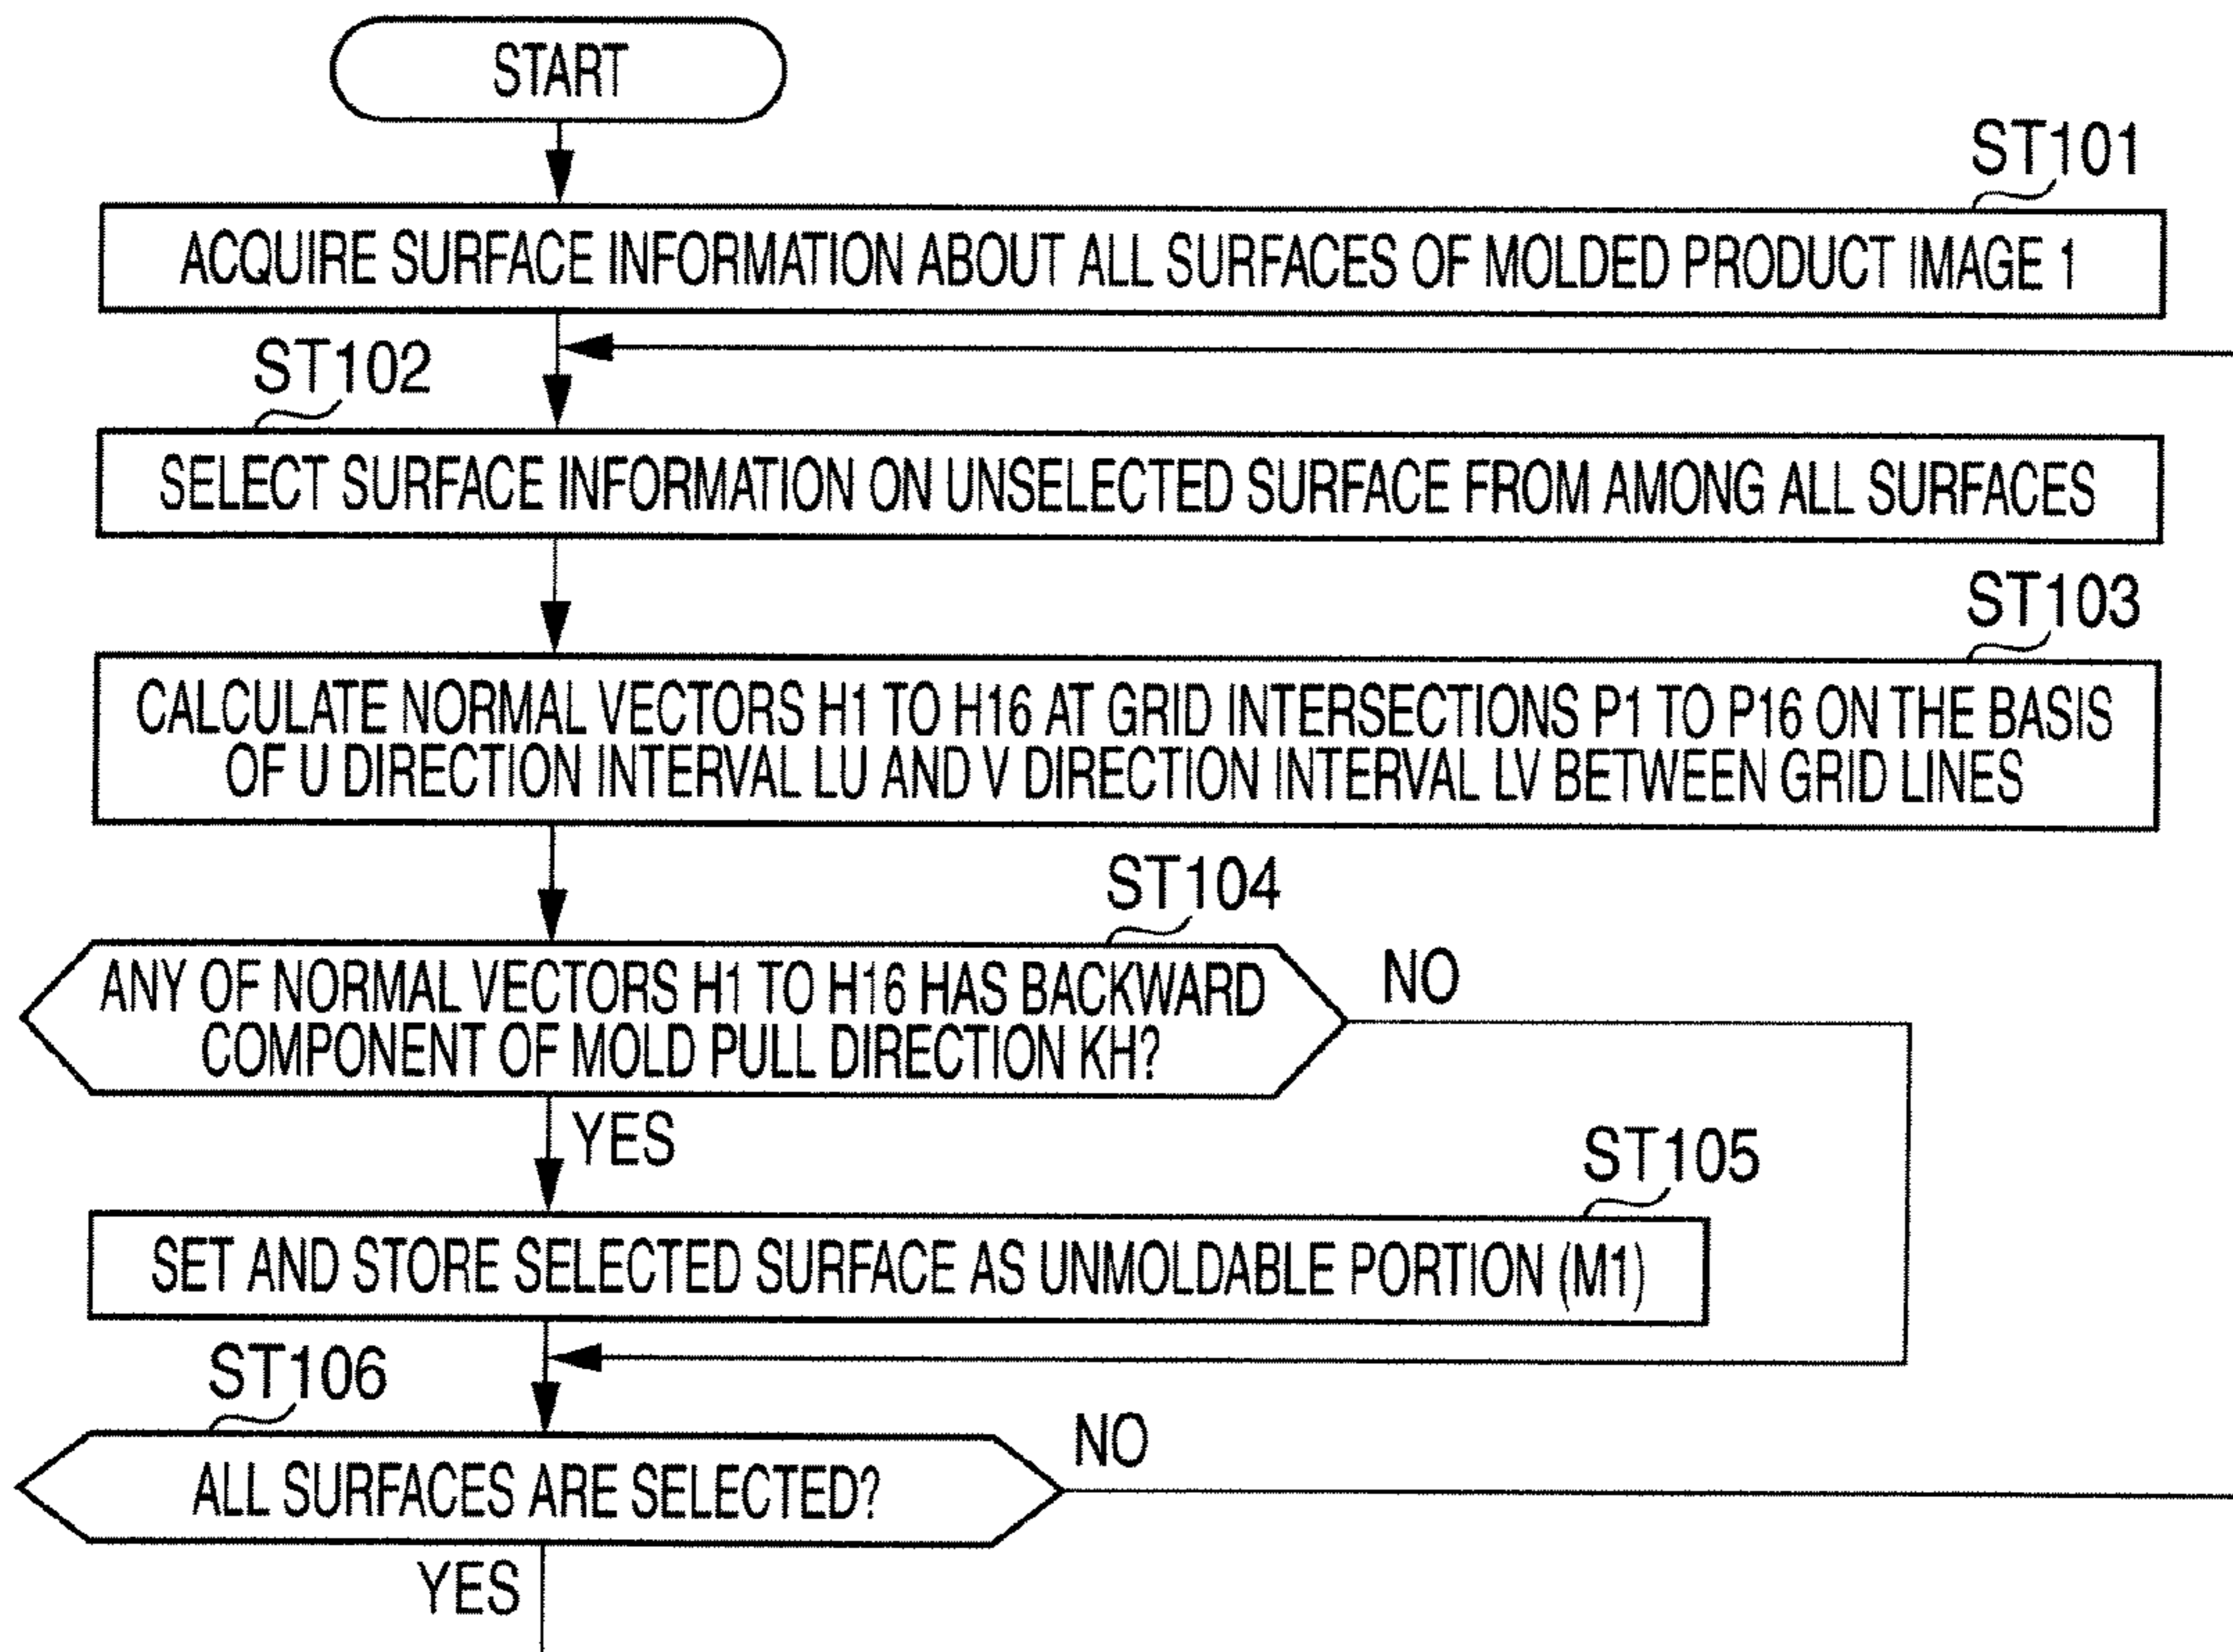 START
ST101
ACQUIRE SURFACE INFORMATION ABOUT ALL SURFACES OF MOLDED PRODUCT IMAGE 1
ST102
SELECT SURFACE INFORMATION ON UNSELECTED SURFACE FROM AMONG ALL SURFACES
ST103
CALCULATE NORMAL VECTORS H1 TO H16 AT GRID INTERSECTIONS P1 TO P16 ON THE BASIS
OF U DIRECTION INTERVAL LU AND V DIRECTION INTERVAL LV BETWEEN GRID LINES
ST104
ANY OF NORMAL VECTORS H1 TO H16 HAS BACKWARD
COMPONENT OF MOLD PULL DIRECTION KH?
NO
YES
ST105
SET AND STORE SELECTED SURFACE AS UNMOLDABLE PORTION (M1)
ST106
ALL SURFACES ARE SELECTED?
NO
YES